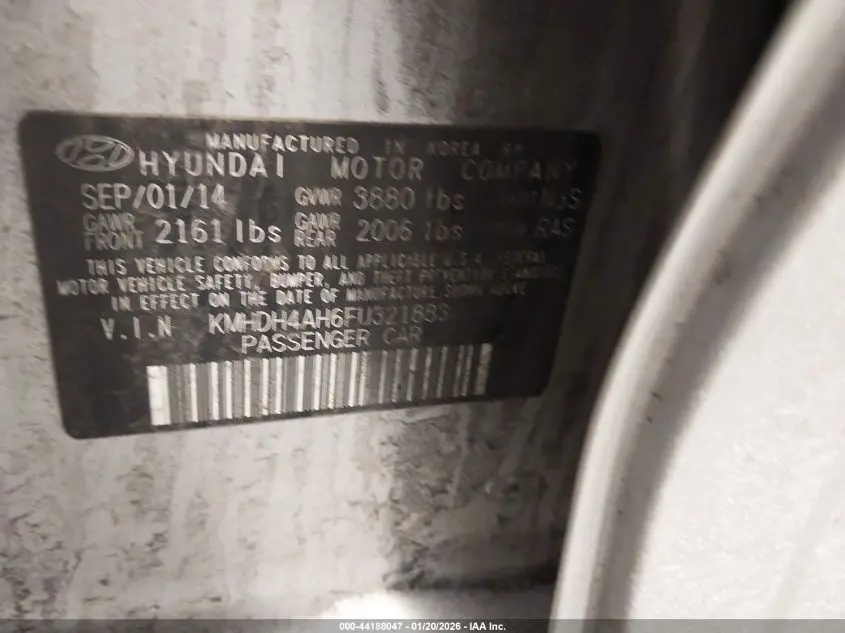 MANUFACTURED IN KOREA BY
HYUNDAI MOTOR COMPANY
SEP/01/14 GVWR 3880 lbs
GAWR FRONT 2161 lbs GAWR REAR 2006 lbs RAS
THIS VEHICLE CONFORMS TO ALL APPLICABLE U.S.A. FEDERAL
MOTOR VEHICLE SAFETY, BUMPER, AND THEFT PREVENTION STANDARDS
IN EFFECT ON THE DATE OF MANUFACTURE SHOWN ABOVE
V.I.N KMHDH4AH6FU321883
PASSENGER CAR
000-44188047 — 01/20/2026 — IAA Inc.